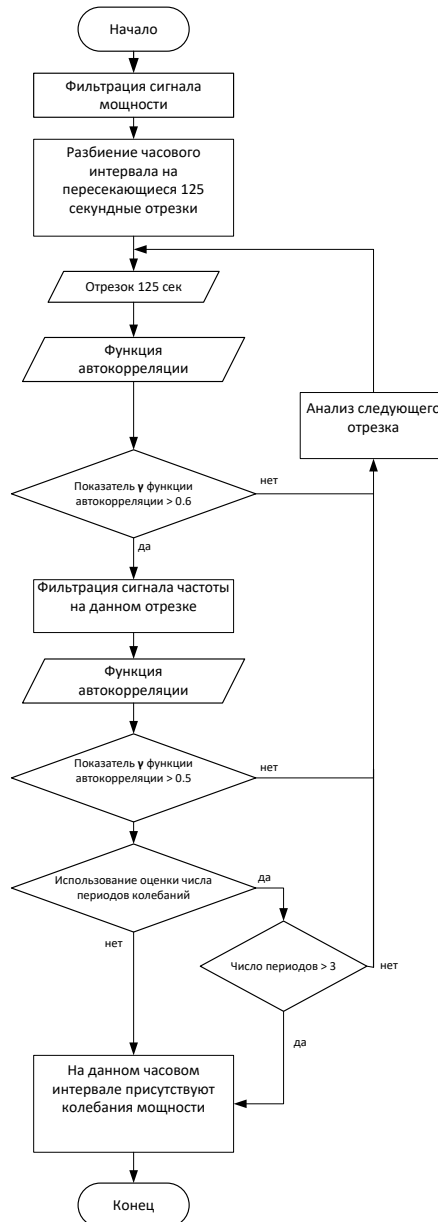 Начало
Фильтрация сигнала
мощности
Разбиение часового
интервала на
пересекающиеся 125
секундные отрезки
Отрезок 125 сек
Функция
автокорреляции
Анализ следующего
отрезка
Показатель γ функции
автокорреляции > 0.6
нет
да
Фильтрация сигнала частоты
на данном отрезке
Функция
автокорреляции
Показатель γ функции
автокорреляции > 0.5
нет
Использование оценки числа
периодов колебаний
да
нет
Число периодов > 3
нет
да
На данном часовом
интервале присутствуют
колебания мощности
Конец